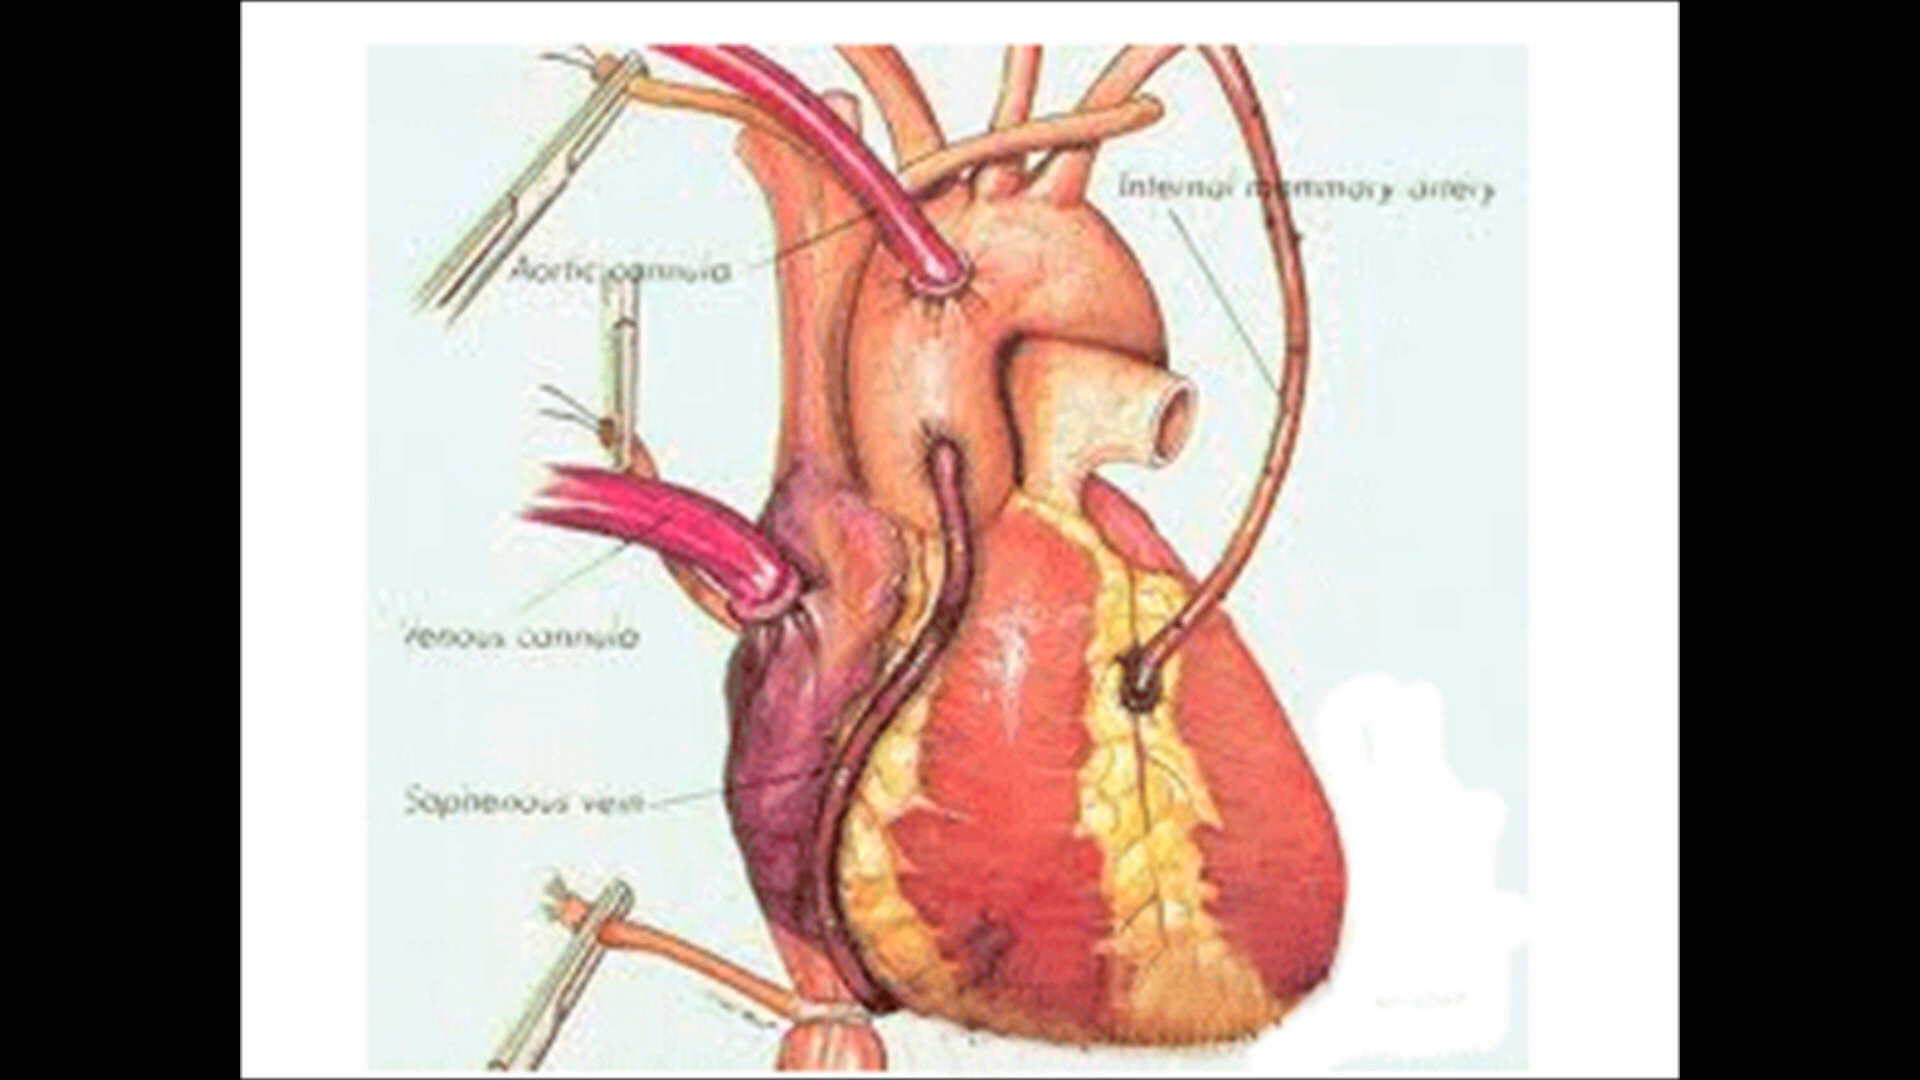 Internal mammary artery
Aortic cannula
Venous cannula
Saphenous vein